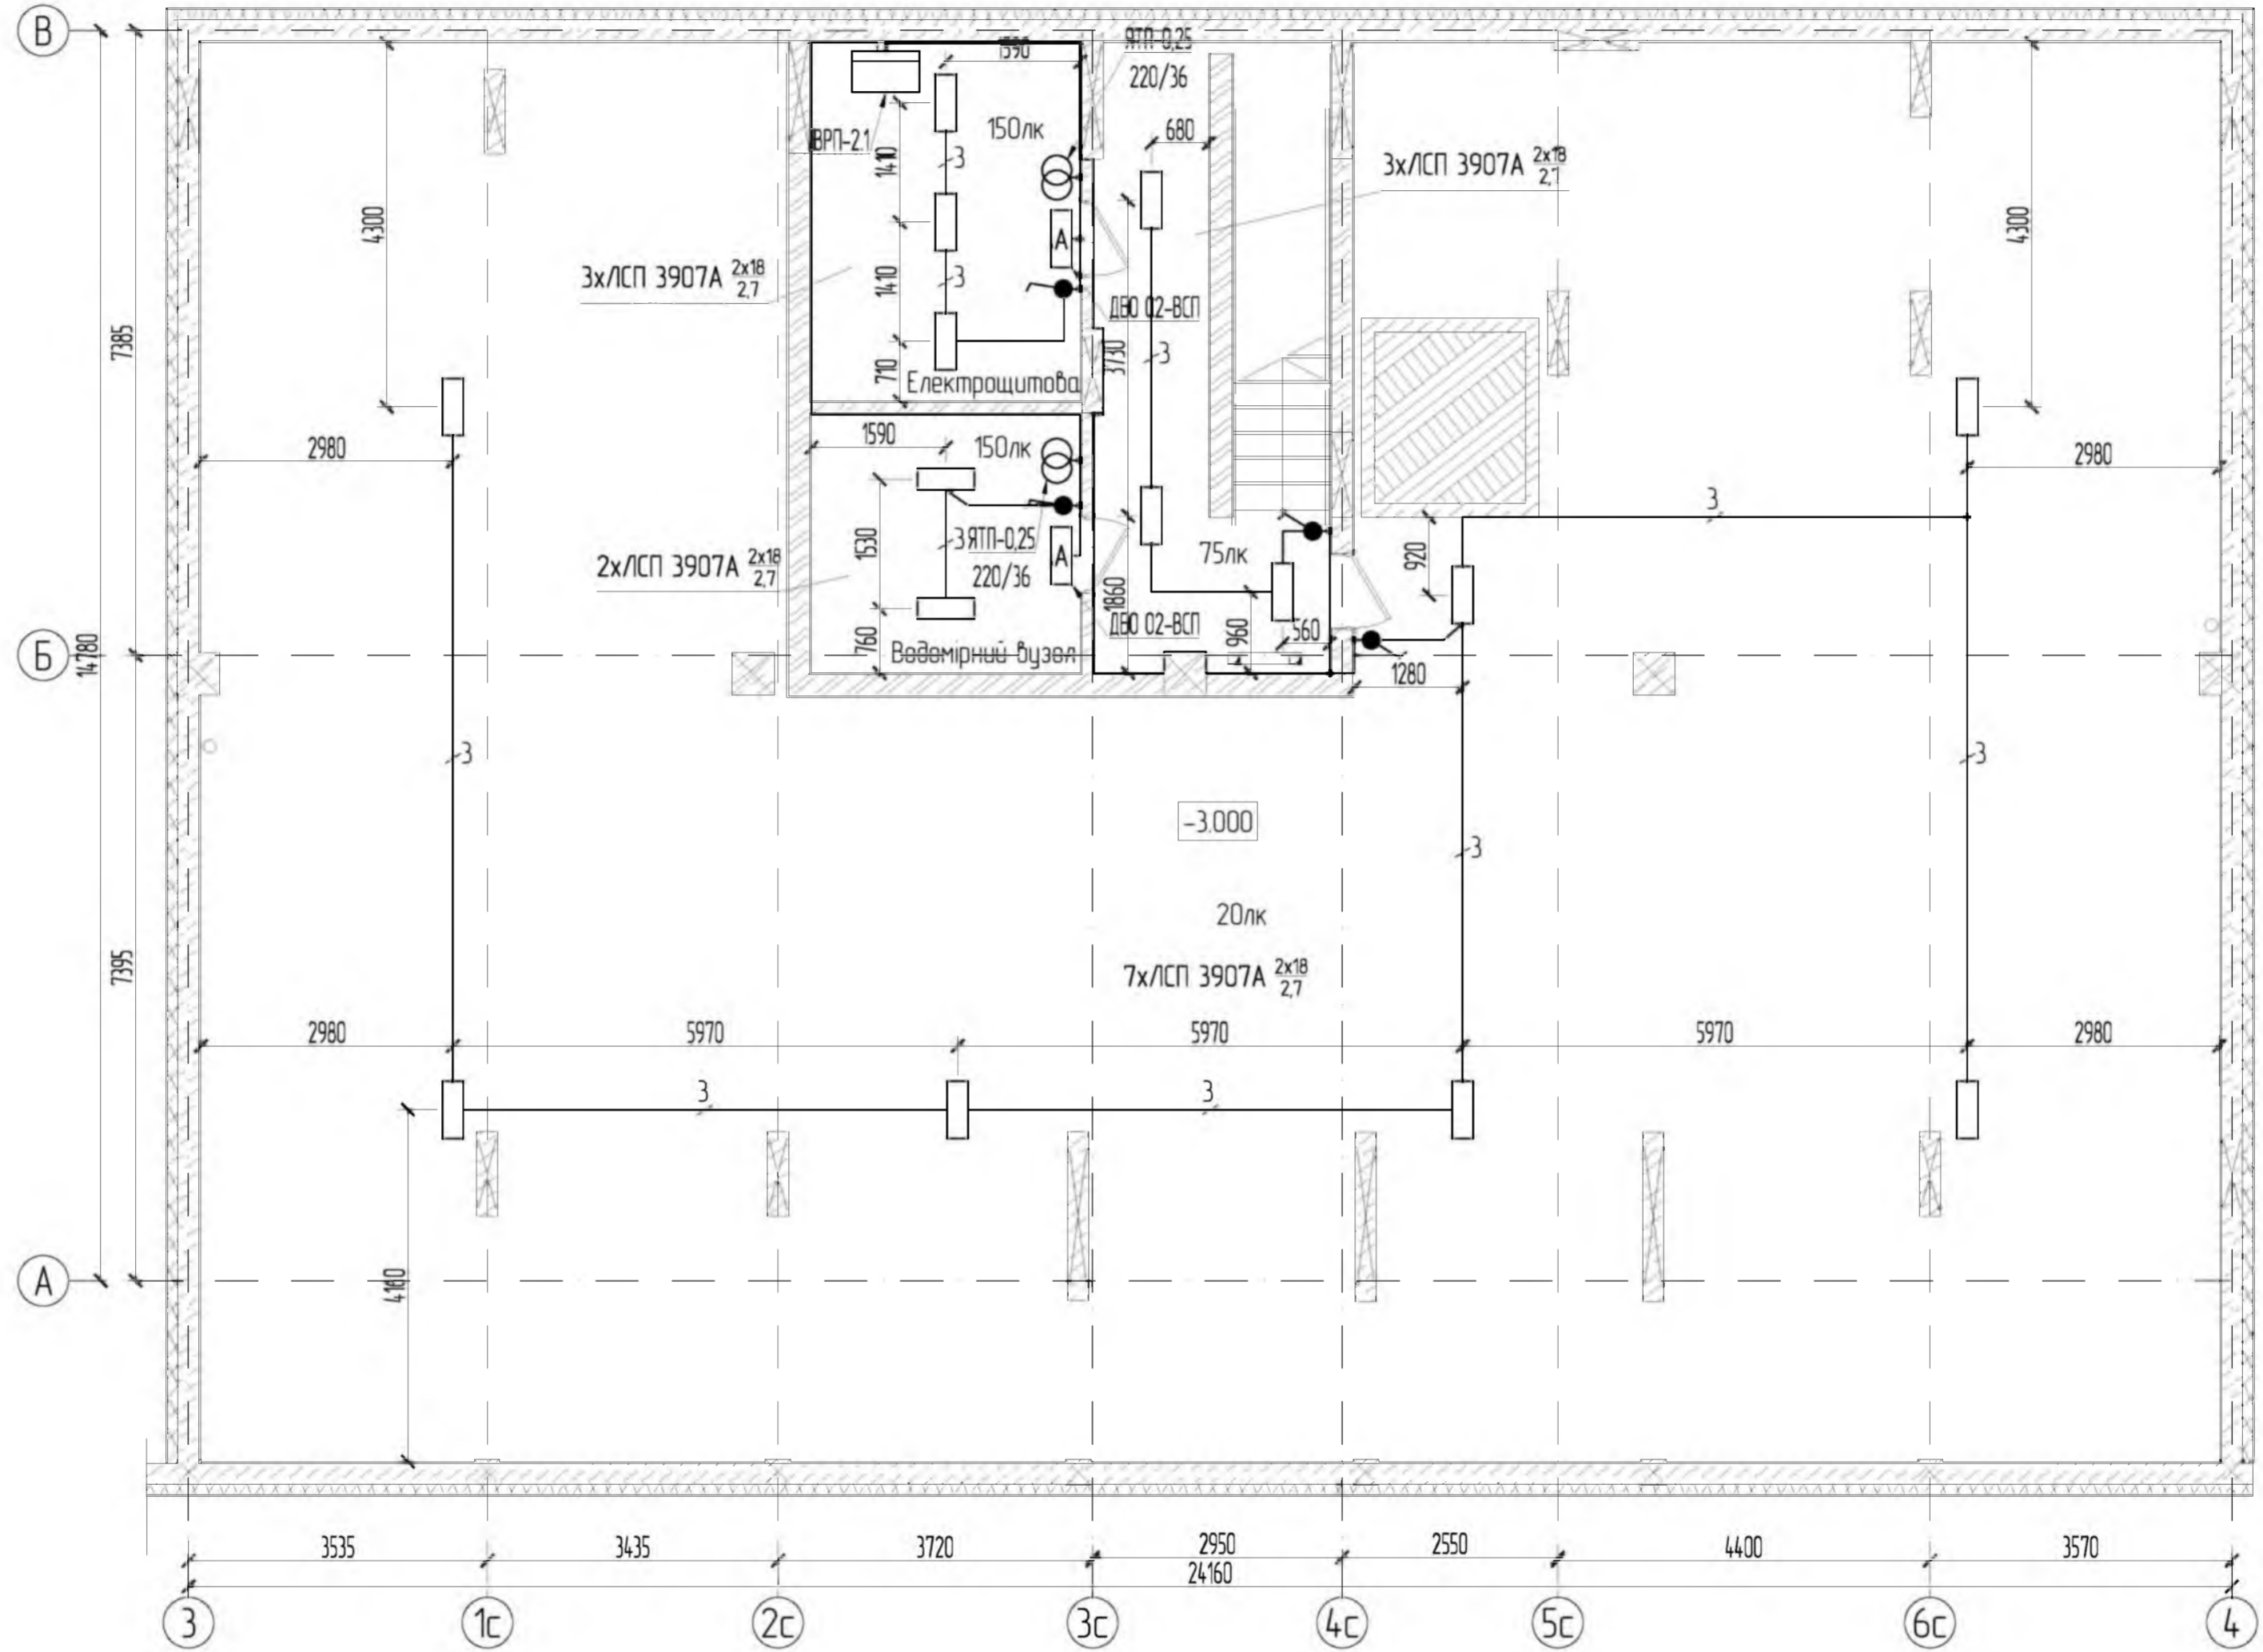 В
1590
ЯТП-0,25
220/36
150лк
680
ВРП-2.1
3
1410
3х/ЛСП 3907А 2х18
2,7
4300
4300
А
3х/ЛСП 3907А 2х18
2,7
1410
3
ДВО 02-ВСП
7385
3730
3
710
Електрощитова
1590
150лк
2980
2980
3
1530
3
ЯТП-0,25
220/36
А
75лк
920
2х/ЛСП 3907А 2х18
2,7
1860
ДВО 02-ВСП
960
560
760
Водомірний вузол
Б
14780
1280
3
3
-3.000
3
20лк
7395
7х/ЛСП 3907А 2х18
2,7
2980
5970
5970
5970
2980
3
3
А
4160
3535
3435
3720
2950
2550
4400
3570
24160
3
1с
2с
3с
4с
5с
6с
4